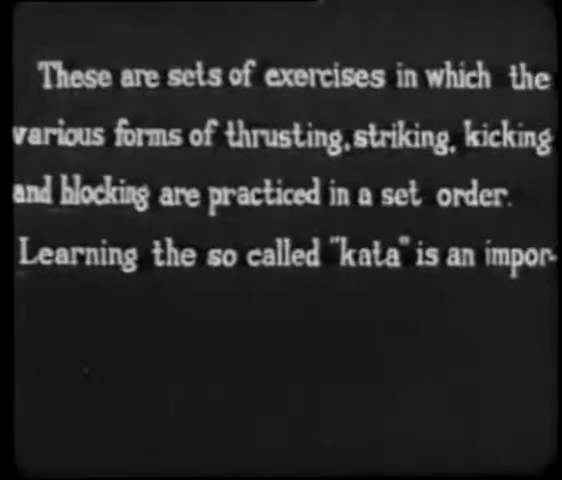 These are sets of exercises in which the
various forms of thrusting, striking, kicking
and blocking are practiced in a set order.
Learning the so called "kata" is an impor-